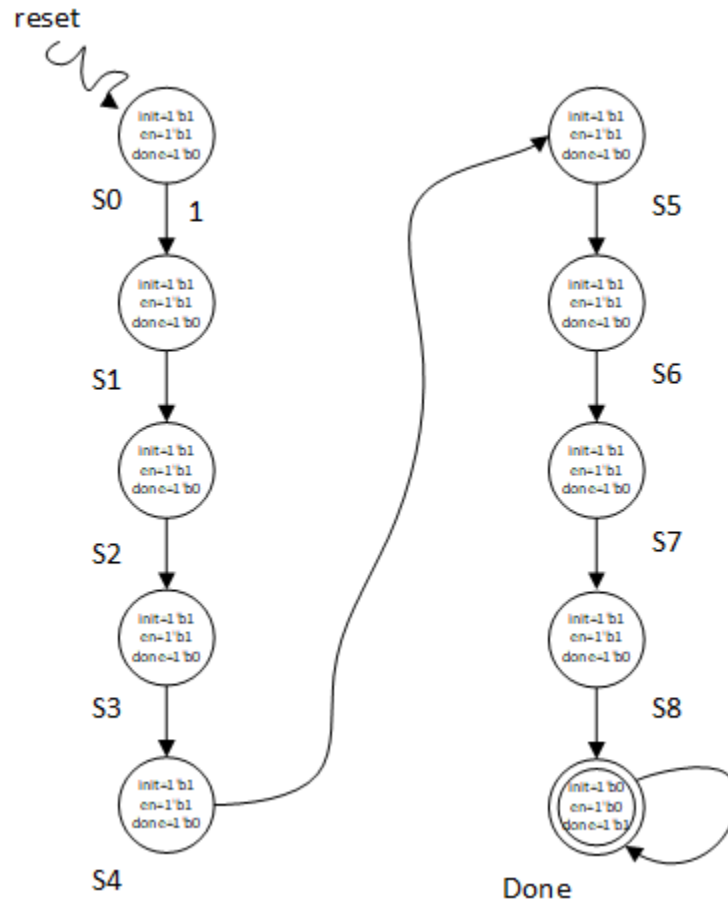 reset
init=1'b1
en=1'b1
done=1'b0
S0
1
init=1'b1
en=1'b1
done=1'b0
S1
init=1'b1
en=1'b1
done=1'b0
S2
init=1'b1
en=1'b1
done=1'b0
S3
init=1'b1
en=1'b1
done=1'b0
S4
init=1'b1
en=1'b1
done=1'b0
S5
init=1'b1
en=1'b1
done=1'b0
S6
init=1'b1
en=1'b1
done=1'b0
S7
init=1'b1
en=1'b1
done=1'b0
S8
init=1'b0
en=1'b0
done=1'b1
Done